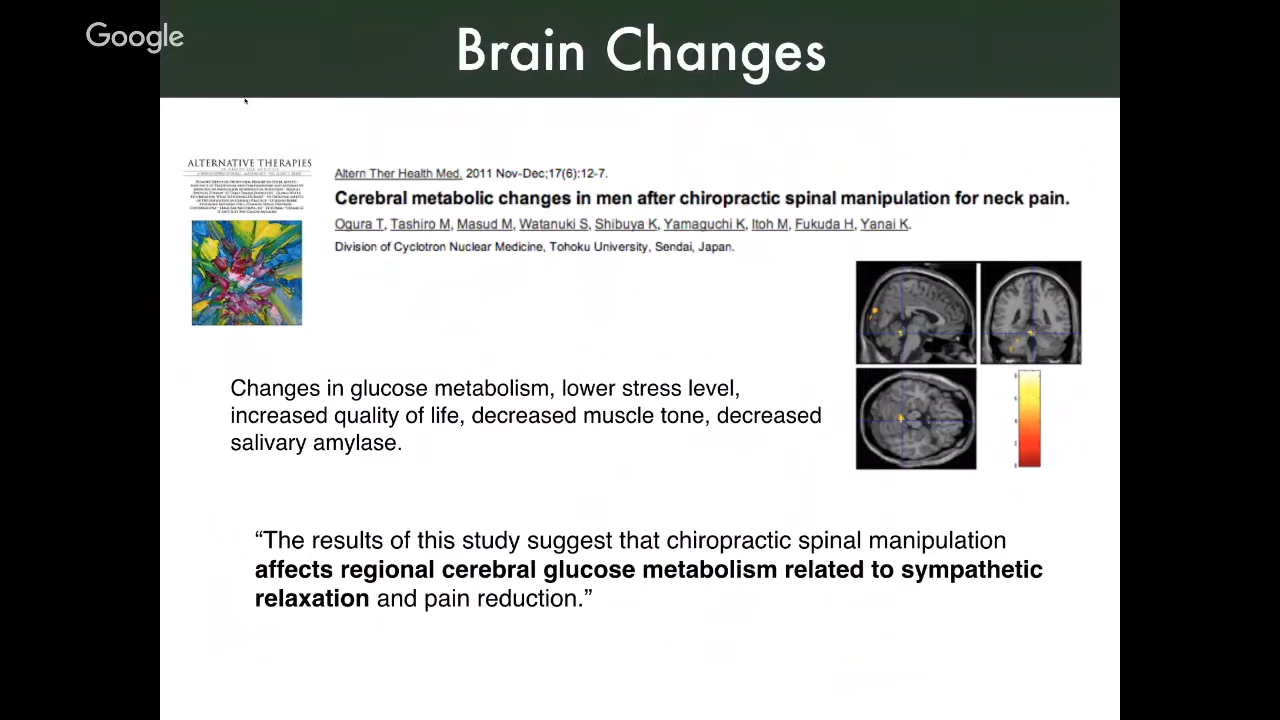 Google
Brain Changes
ALTERNATIVE THERAPIES
Altern Ther Health Med. 2011 Nov-Dec;17(6):12-7.
Cerebral metabolic changes in men after chiropractic spinal manipulation for neck pain.
Ogura T, Tashiro M, Masud M, Watanuki S, Shibuya K, Yamaguchi K, Itoh M, Fukuda H, Yanai K.
Division of Cyclotron Nuclear Medicine, Tohoku University, Sendai, Japan.
Changes in glucose metabolism, lower stress level,
increased quality of life, decreased muscle tone, decreased
salivary amylase.
“The results of this study suggest that chiropractic spinal manipulation
affects regional cerebral glucose metabolism related to sympathetic
relaxation and pain reduction.”